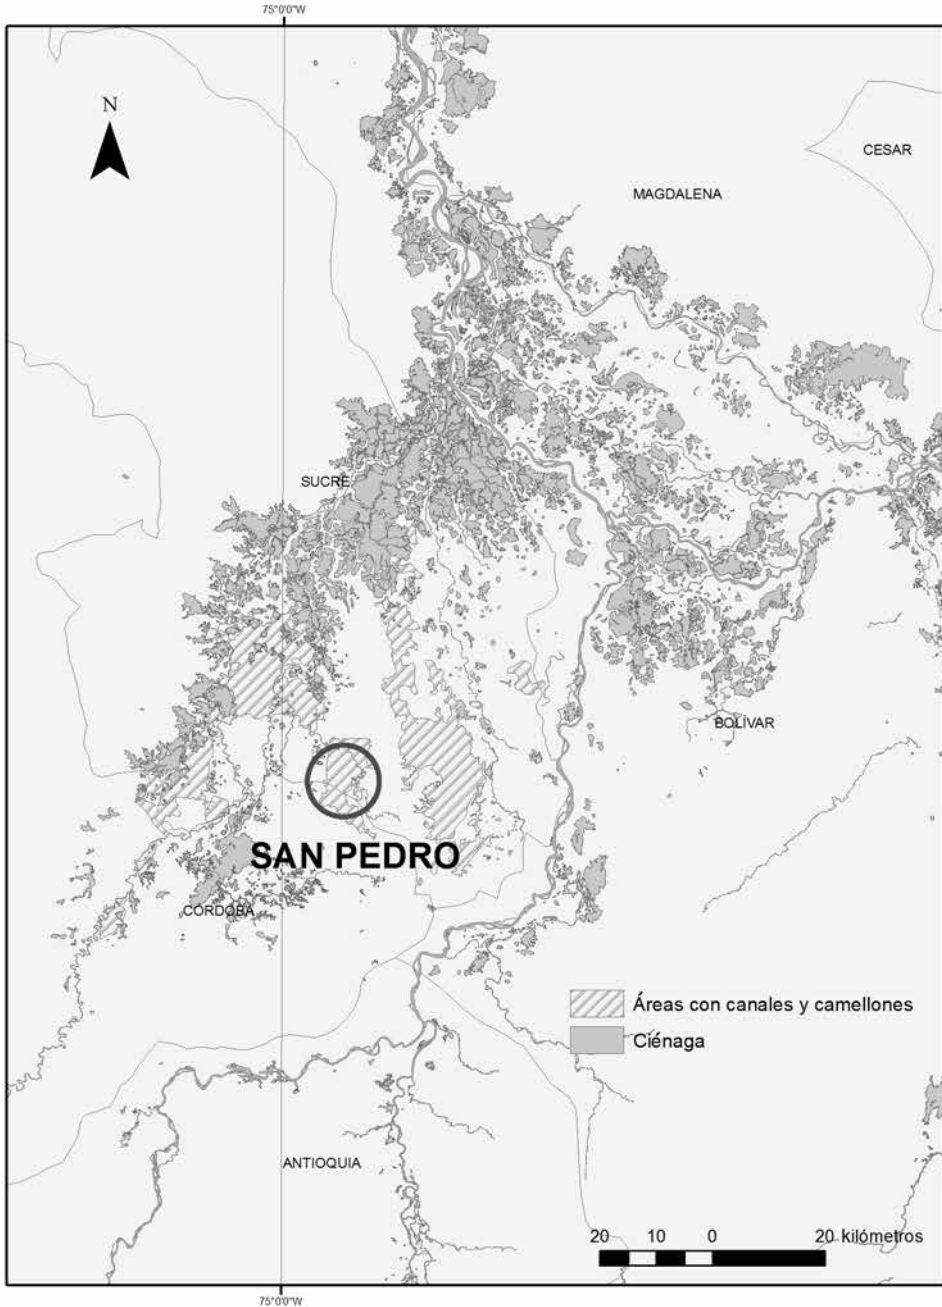 75°0'0"W
N
CESAR
MAGDALENA
SUCRE
BOLÍVAR
SAN PEDRO
CÓRDOBA
Áreas con canales y camellones
Ciénaga
ANTIOQUIA
20 10 0 20 kilómetros
75°0'0"W